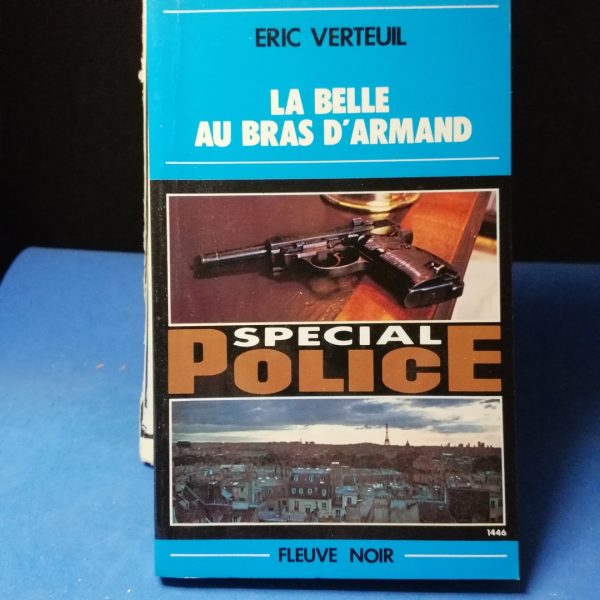 ERIC VERTEUIL
LA BELLE
AU BRAS D'ARMAND
SPECIAL
POLICE
1446
FLEUVE NOIR